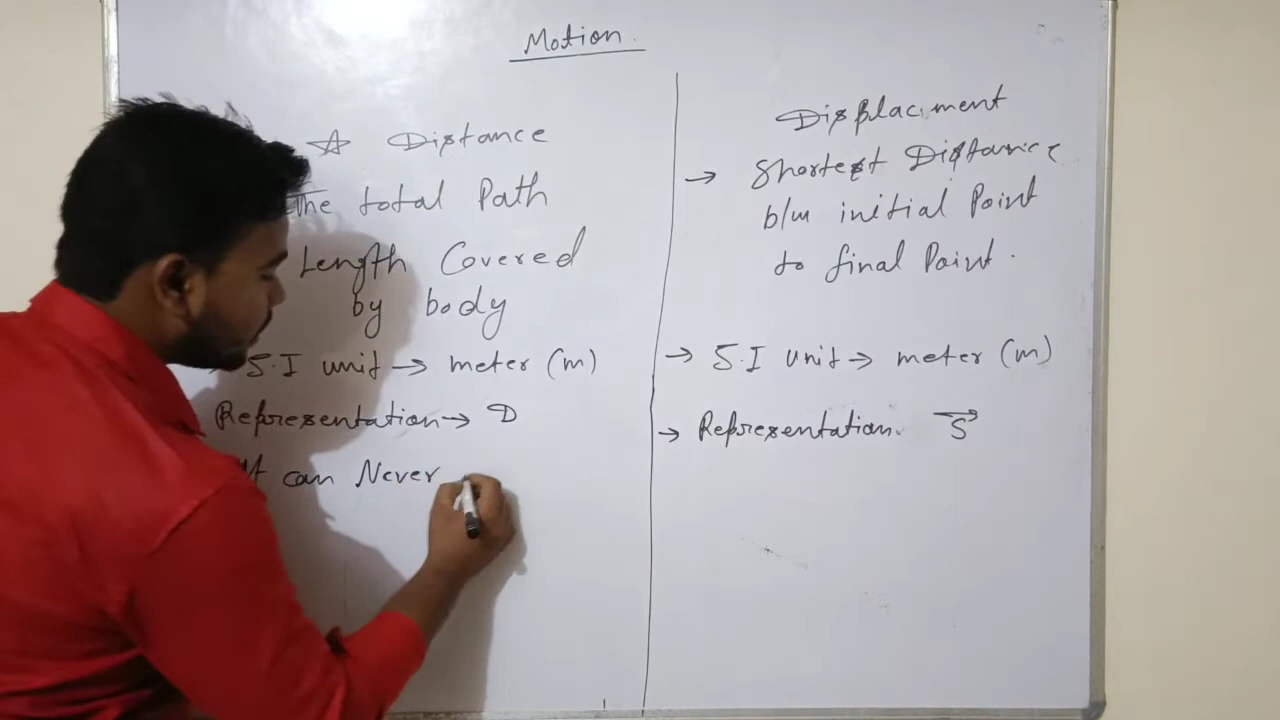 Motion.
☆ Distance
The total Path
Length Covered
by body
S.I unit → meter (m)
Representation → D
It can Never
Displacment
→ Shortest Distance
b/w initial Point
to final Point.
→ S.I unit → meter (m)
→ Representation. S⃗